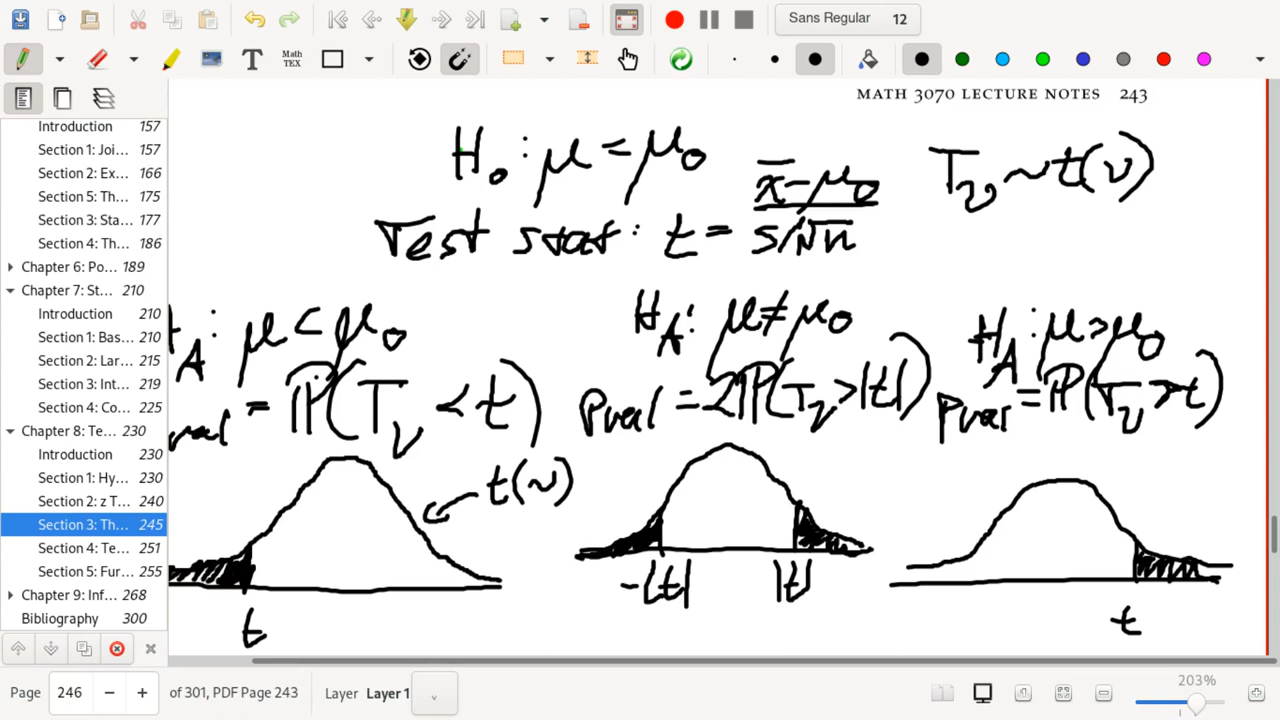 Sans Regular 12
Math
TEX
Introduction 157
Section 1: Joi... 157
Section 2: Ex... 166
Section 5: Th... 175
Section 3: Sta... 177
Section 4: Th... 186
Chapter 6: Po... 189
Chapter 7: St... 210
Introduction 210
Section 1: Bas... 210
Section 2: Lar... 215
Section 3: Int... 219
Section 4: Co... 225
Chapter 8: Te... 230
Introduction 230
Section 1: Hy... 230
Section 2: z T... 240
Section 3: Th... 245
Section 4: Te... 251
Section 5: Fur... 255
Chapter 9: Inf... 268
Bibliography 300
MATH 3070 LECTURE NOTES 243
H₀ : μ = μ₀
T_ν ~ t(ν)
Test stat: t = (x̄ − μ₀) / (s/√n)
H_A : μ < μ₀
H_A : μ ≠ μ₀
H_A : μ > μ₀
pval = ℙ(T_ν < t)
pval = 2ℙ(T_ν > |t|)
pval = ℙ(T_ν > t)
t(ν)
t
−|t| |t|
t
Page 246 of 301, PDF Page 243
Layer Layer 1
203%